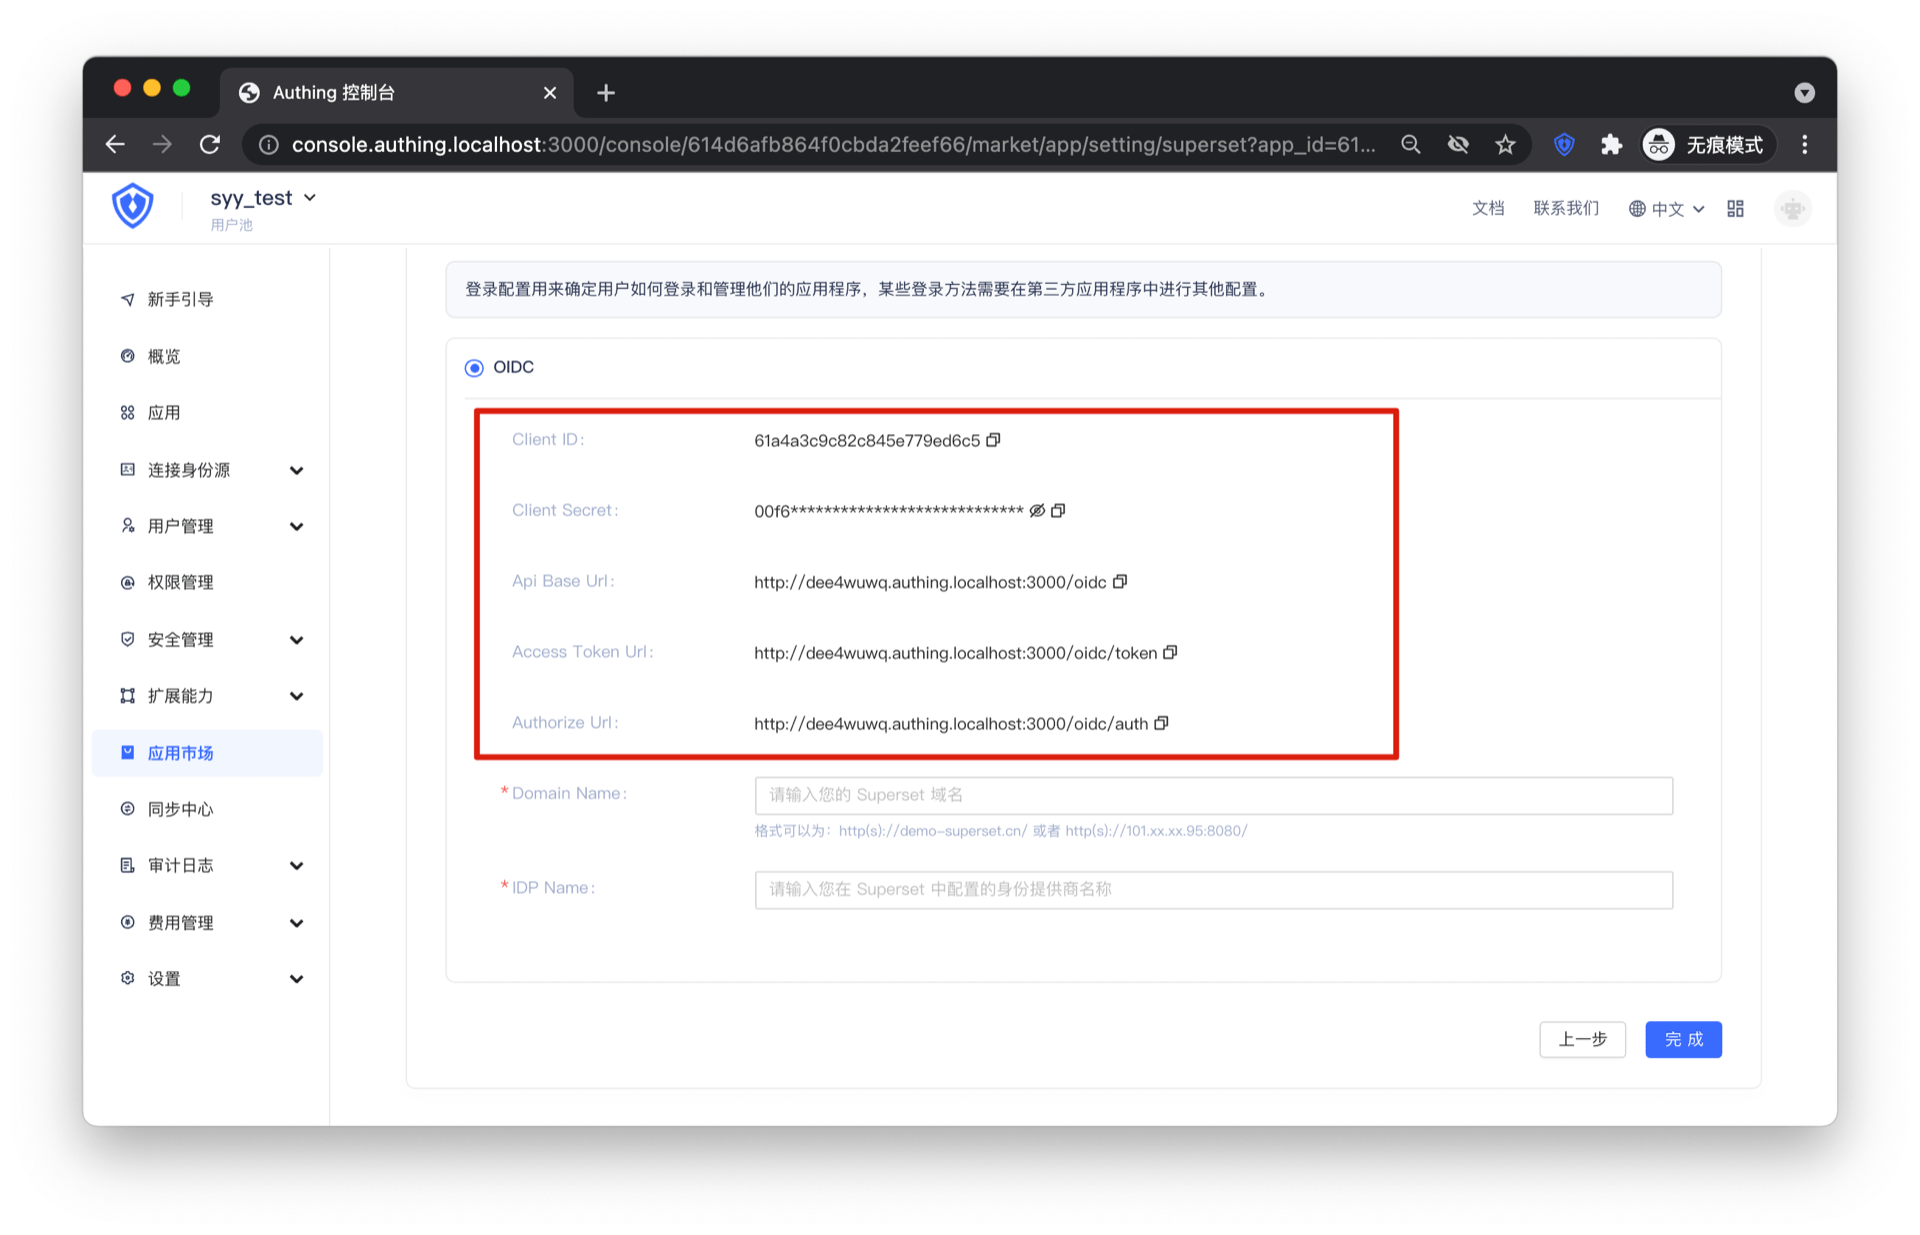 Authing 控制台
console.authing.localhost:3000/console/614d6afb864f0cbda2feef66/market/app/setting/superset?app_id=61...
无痕模式
syy_test
用户池
文档
联系我们
中文
新手引导
概览
应用
连接身份源
用户管理
权限管理
安全管理
扩展能力
应用市场
同步中心
审计日志
费用管理
设置
登录配置用来确定用户如何登录和管理他们的应用程序，某些登录方法需要在第三方应用程序中进行其他配置。
OIDC
Client ID: 61a4a3c9c82c845e779ed6c5
Client Secret: 00f6****************************
Api Base Url: http://dee4wuwq.authing.localhost:3000/oidc
Access Token Url: http://dee4wuwq.authing.localhost:3000/oidc/token
Authorize Url: http://dee4wuwq.authing.localhost:3000/oidc/auth
* Domain Name: 请输入您的 Superset 域名
格式可以为：http(s)://demo-superset.cn/ 或者 http(s)://101.xx.xx.95:8080/
* IDP Name: 请输入您在 Superset 中配置的身份提供商名称
上一步
完 成